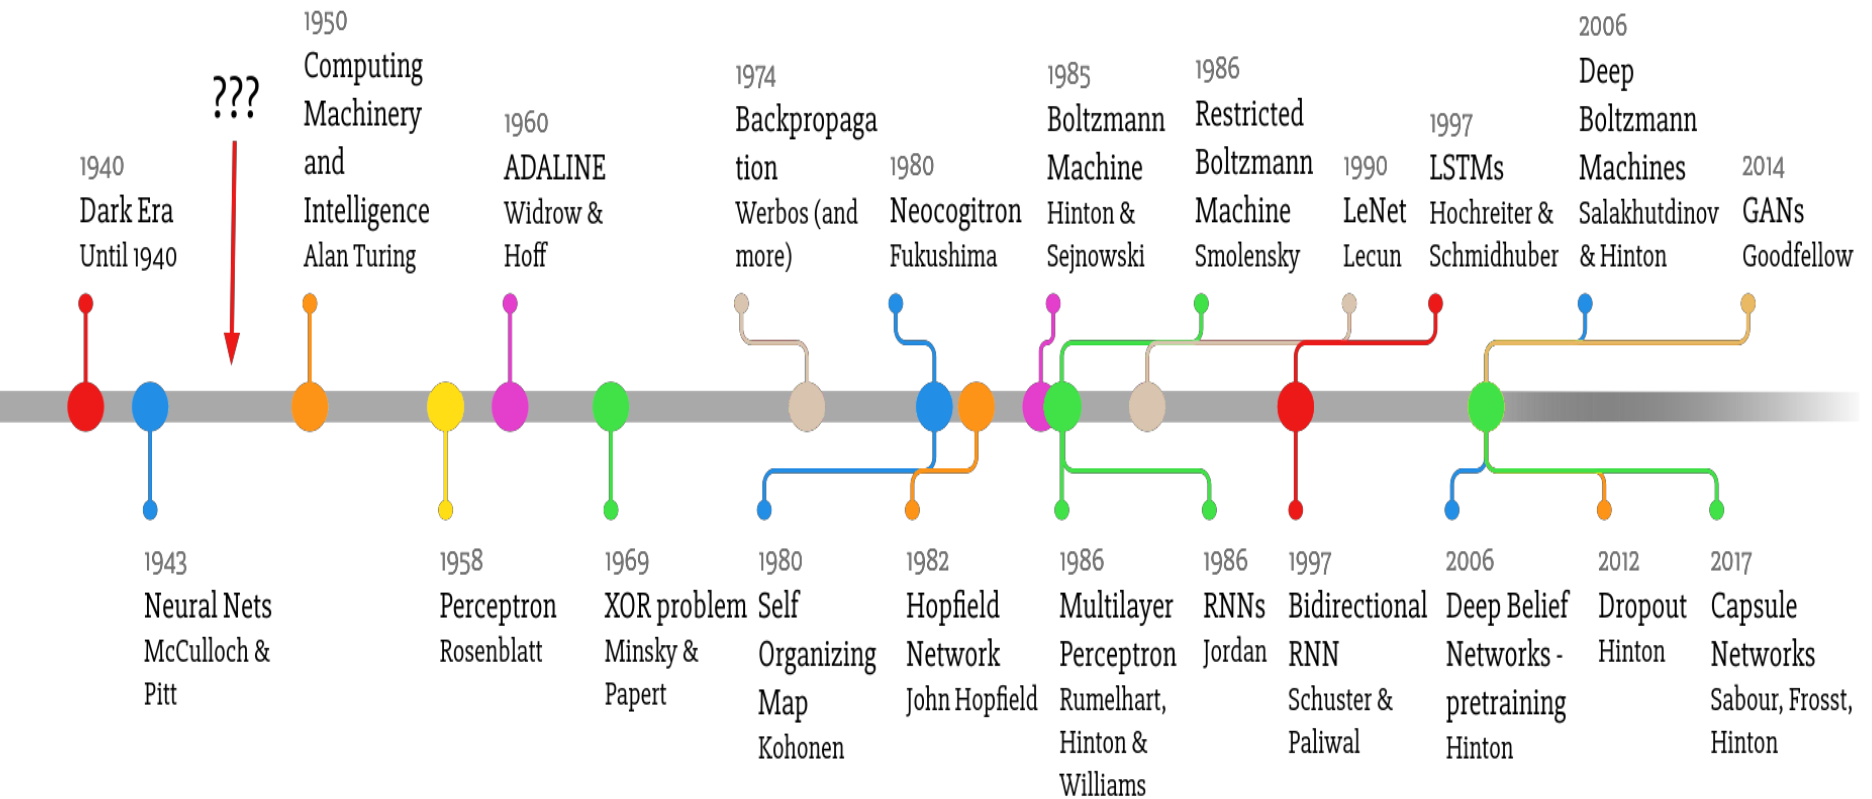 ???
1940
Dark Era
Until 1940
1950
Computing
Machinery
and
Intelligence
Alan Turing
1960
ADALINE
Widrow &
Hoff
1974
Backpropaga
tion
Werbos (and
more)
1980
Neocogitron
Fukushima
1985
Boltzmann
Machine
Hinton &
Sejnowski
1986
Restricted
Boltzmann
Machine
Smolensky
1990
LeNet
Lecun
1997
LSTMs
Hochreiter &
Schmidhuber
2006
Deep
Boltzmann
Machines
Salakhutdinov
& Hinton
2014
GANs
Goodfellow
1943
Neural Nets
McCulloch &
Pitt
1958
Perceptron
Rosenblatt
1969
XOR problem
Minsky &
Papert
1980
Self
Organizing
Map
Kohonen
1982
Hopfield
Network
John Hopfield
1986
Multilayer
Perceptron
Rumelhart,
Hinton &
Williams
1986
RNNs
Jordan
1997
Bidirectional
RNN
Schuster &
Paliwal
2006
Deep Belief
Networks -
pretraining
Hinton
2012
Dropout
Hinton
2017
Capsule
Networks
Sabour, Frosst,
Hinton